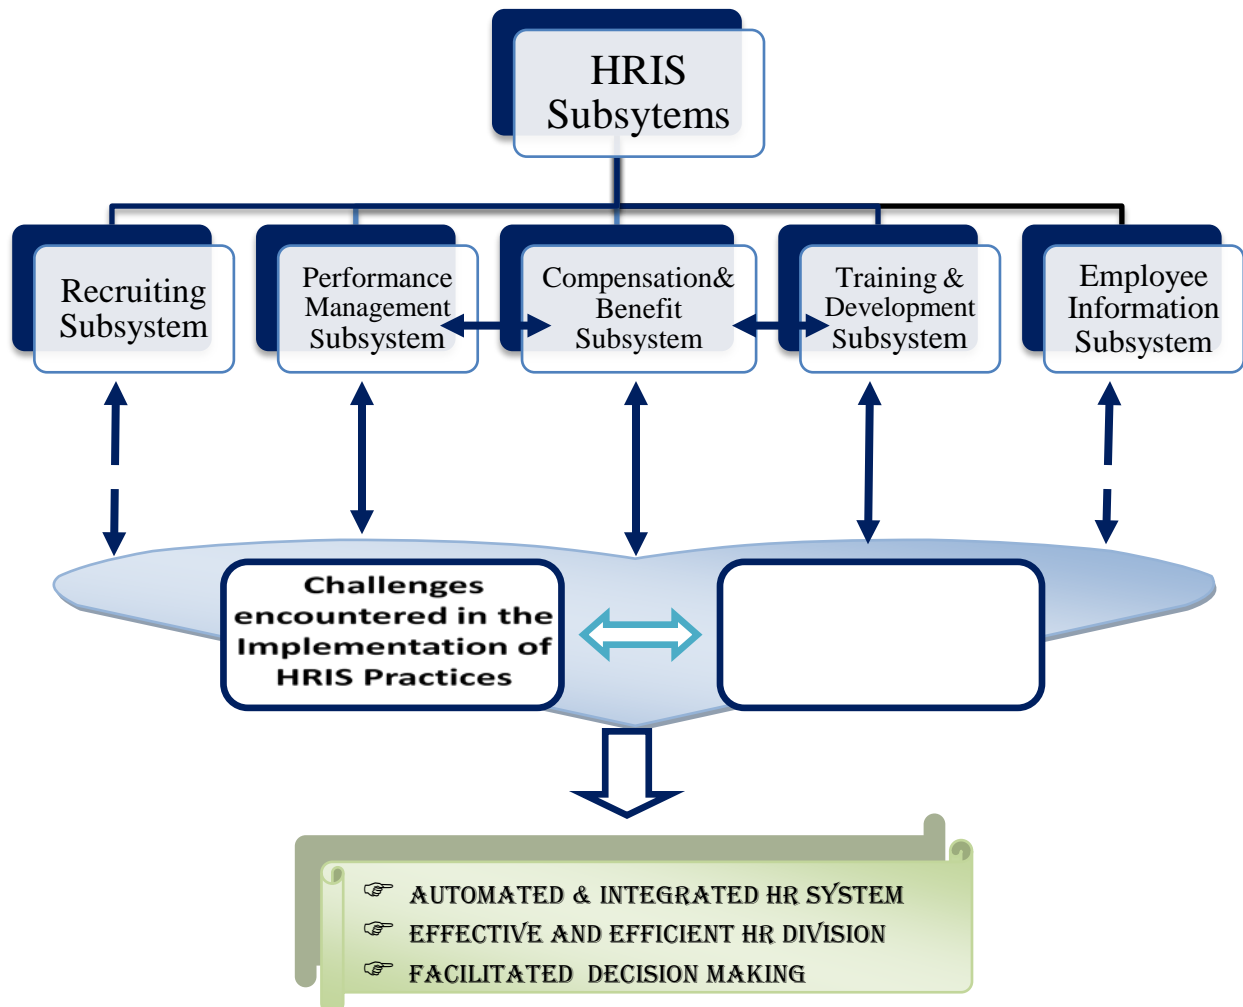 HRIS
Subsytems
Recruiting
Subsystem
Performance
Management
Subsystem
Compensation&
Benefit
Subsystem
Training &
Development
Subsystem
Employee
Information
Subsystem
Challenges
encountered in the
Implementation of
HRIS Practices
☞ AUTOMATED & INTEGRATED HR SYSTEM
☞ EFFECTIVE AND EFFICIENT HR DIVISION
☞ FACILITATED DECISION MAKING